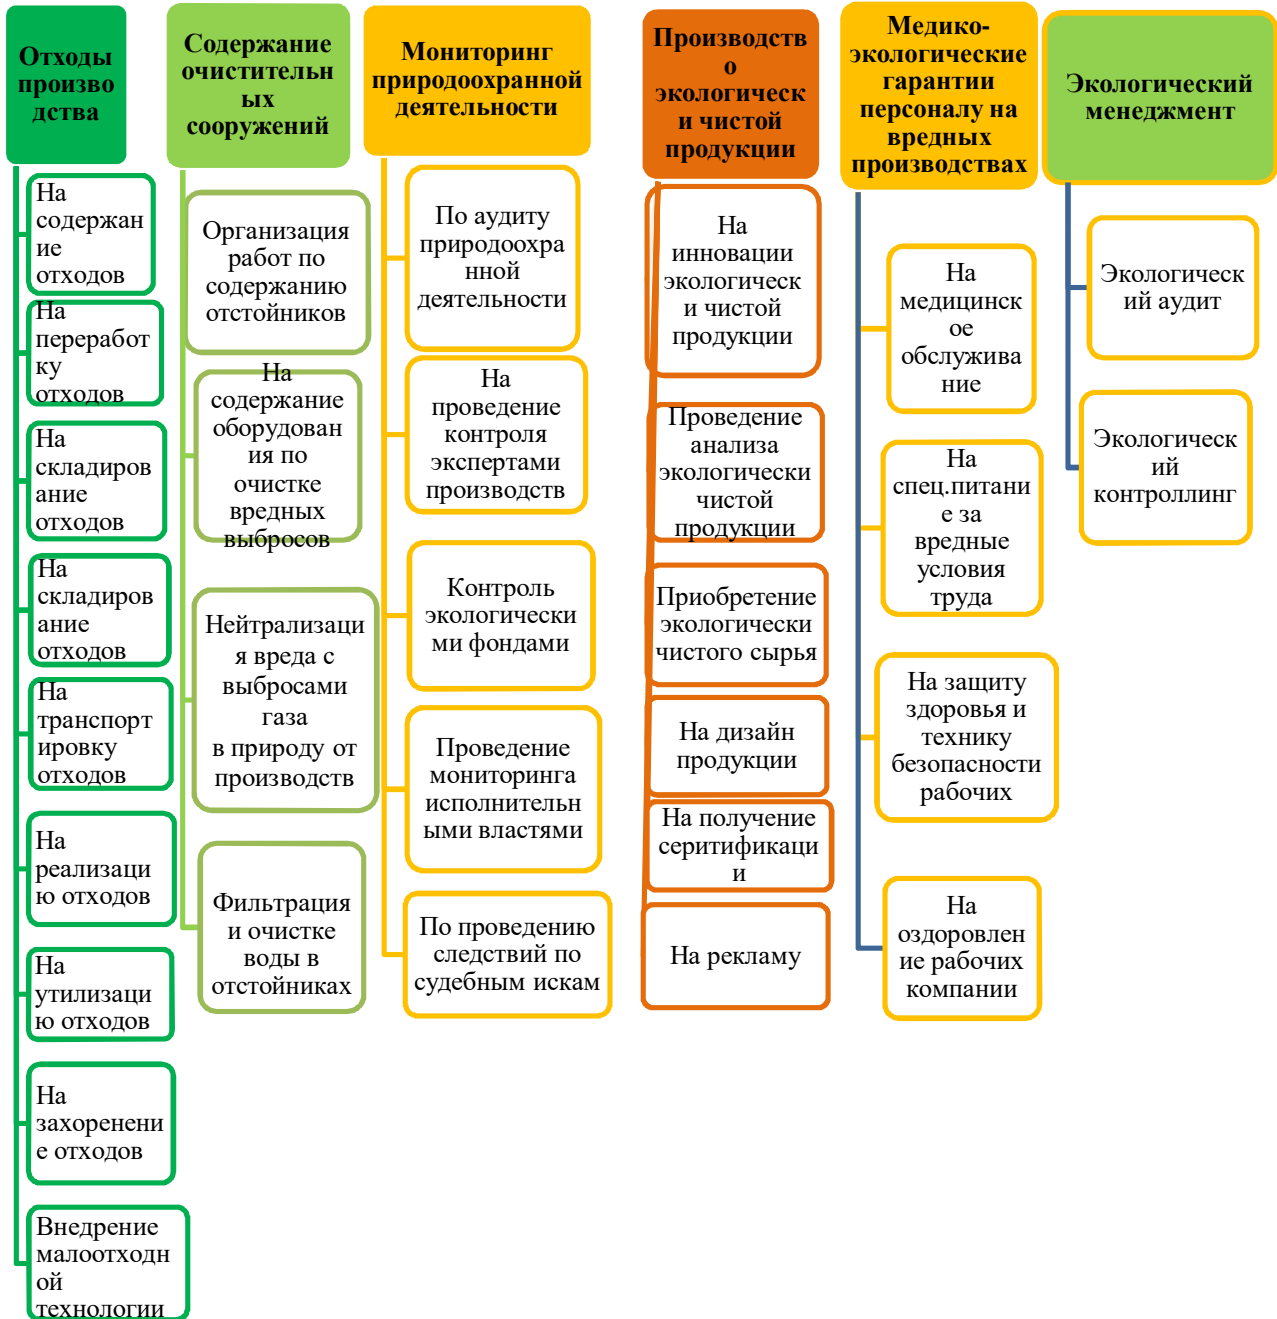 Отходы
произво
дства
На
содержан
ие
отходов
На
переработ
ку
отходов
На
складиров
ание
отходов
На
складиров
ание
отходов
На
транспорт
ировку
отходов
На
реализаци
ю отходов
На
утилизаци
ю отходов
На
захоренени
е отходов
Внедрение
малоотходн
ой
технологии
Содержание
очистительн
ых
сооружений
Организация
работ по
содержанию
отстойников
На
содержание
оборудован
ия по
очистке
вредных
выбросов
Нейтрализаци
я вреда с
выбросами
газа
в природу от
производств
Фильтрация
и очистке
воды в
отстойниках
Мониторинг
природоохранной
деятельности
По аудиту
природоохра
нной
деятельности
На
проведение
контроля
экспертами
производств
Контроль
экологически
ми фондами
Проведение
мониторинга
исполнительн
ыми властями
По проведению
следствий по
судебным искам
Производств
о
экологическ
и чистой
продукции
На
инновации
экологическ
и чистой
продукции
Проведение
анализа
экологически
чистой
продукции
Приобретение
экологически
чистого сырья
На дизайн
продукции
На получение
серитификаци
и
На рекламу
Медико-
экологические
гарантии
персоналу на
вредных
производствах
На
медицинск
ое
обслужива
ние
На
спец.питани
е за
вредные
условия
труда
На защиту
здоровья и
технику
безопасности
рабочих
На
оздоровлен
ие рабочих
компании
Экологический
менеджмент
Экологическ
ий аудит
Экологическ
ий
контроллинг